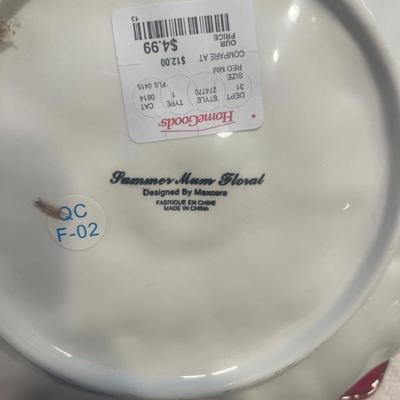 HomeGoods
DEPT STYLE TYPE CAT
31 274770 1 0814
SIZE FLS 0415
RED MM
COMPARE AT $12.00
OUR PRICE $4.99
13
Summer Mum Floral
Designed By Maxcera
FABRIQUE EN CHINE
MADE IN CHINA
QC
F-02